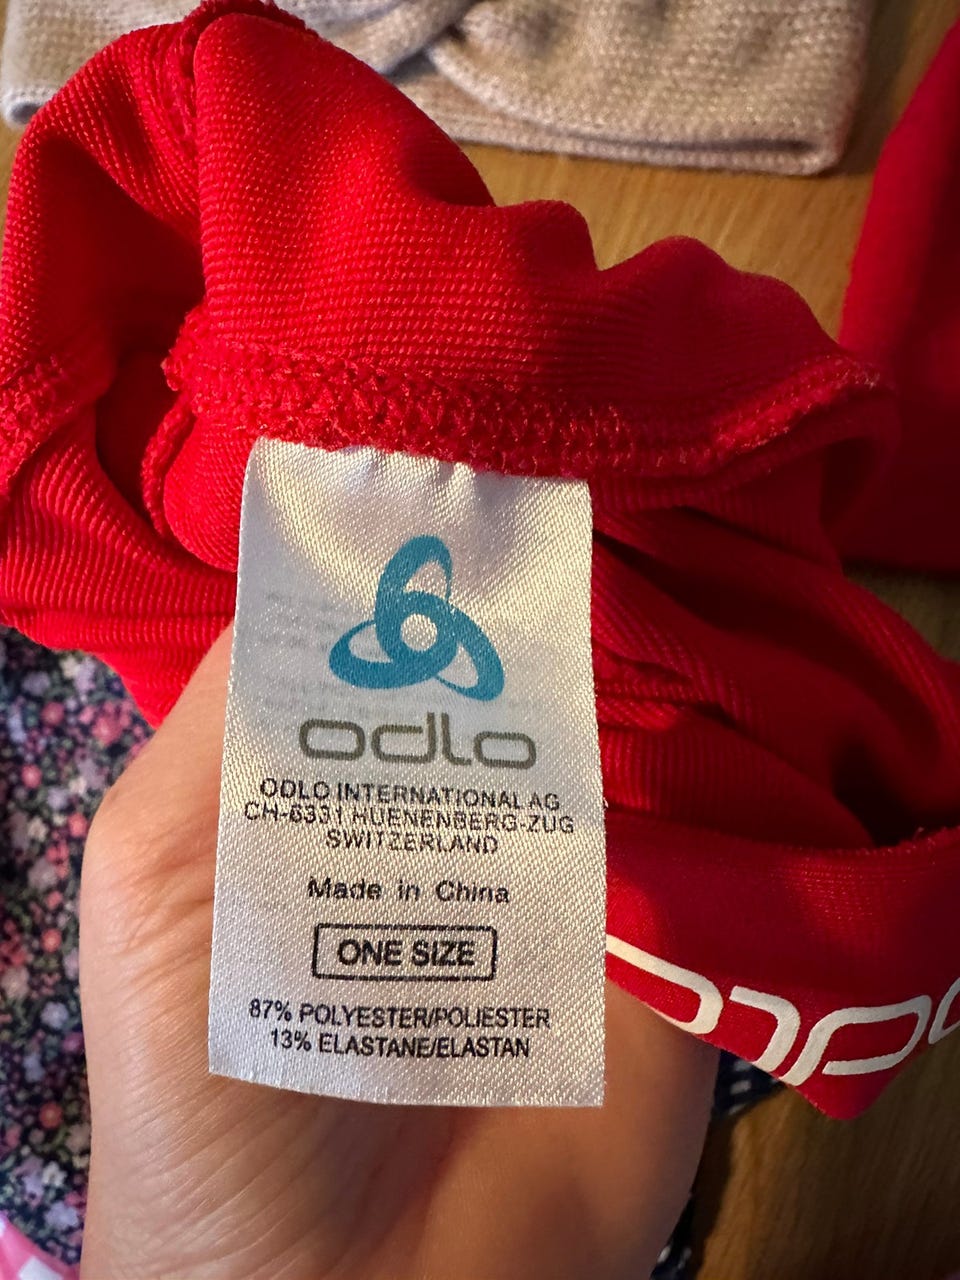 odlo
ODLO INTERNATIONAL AG
CH-6331 HUENENBERG-ZUG
SWITZERLAND
Made in China
ONE SIZE
87% POLYESTER/POLIESTER
13% ELASTANE/ELASTAN